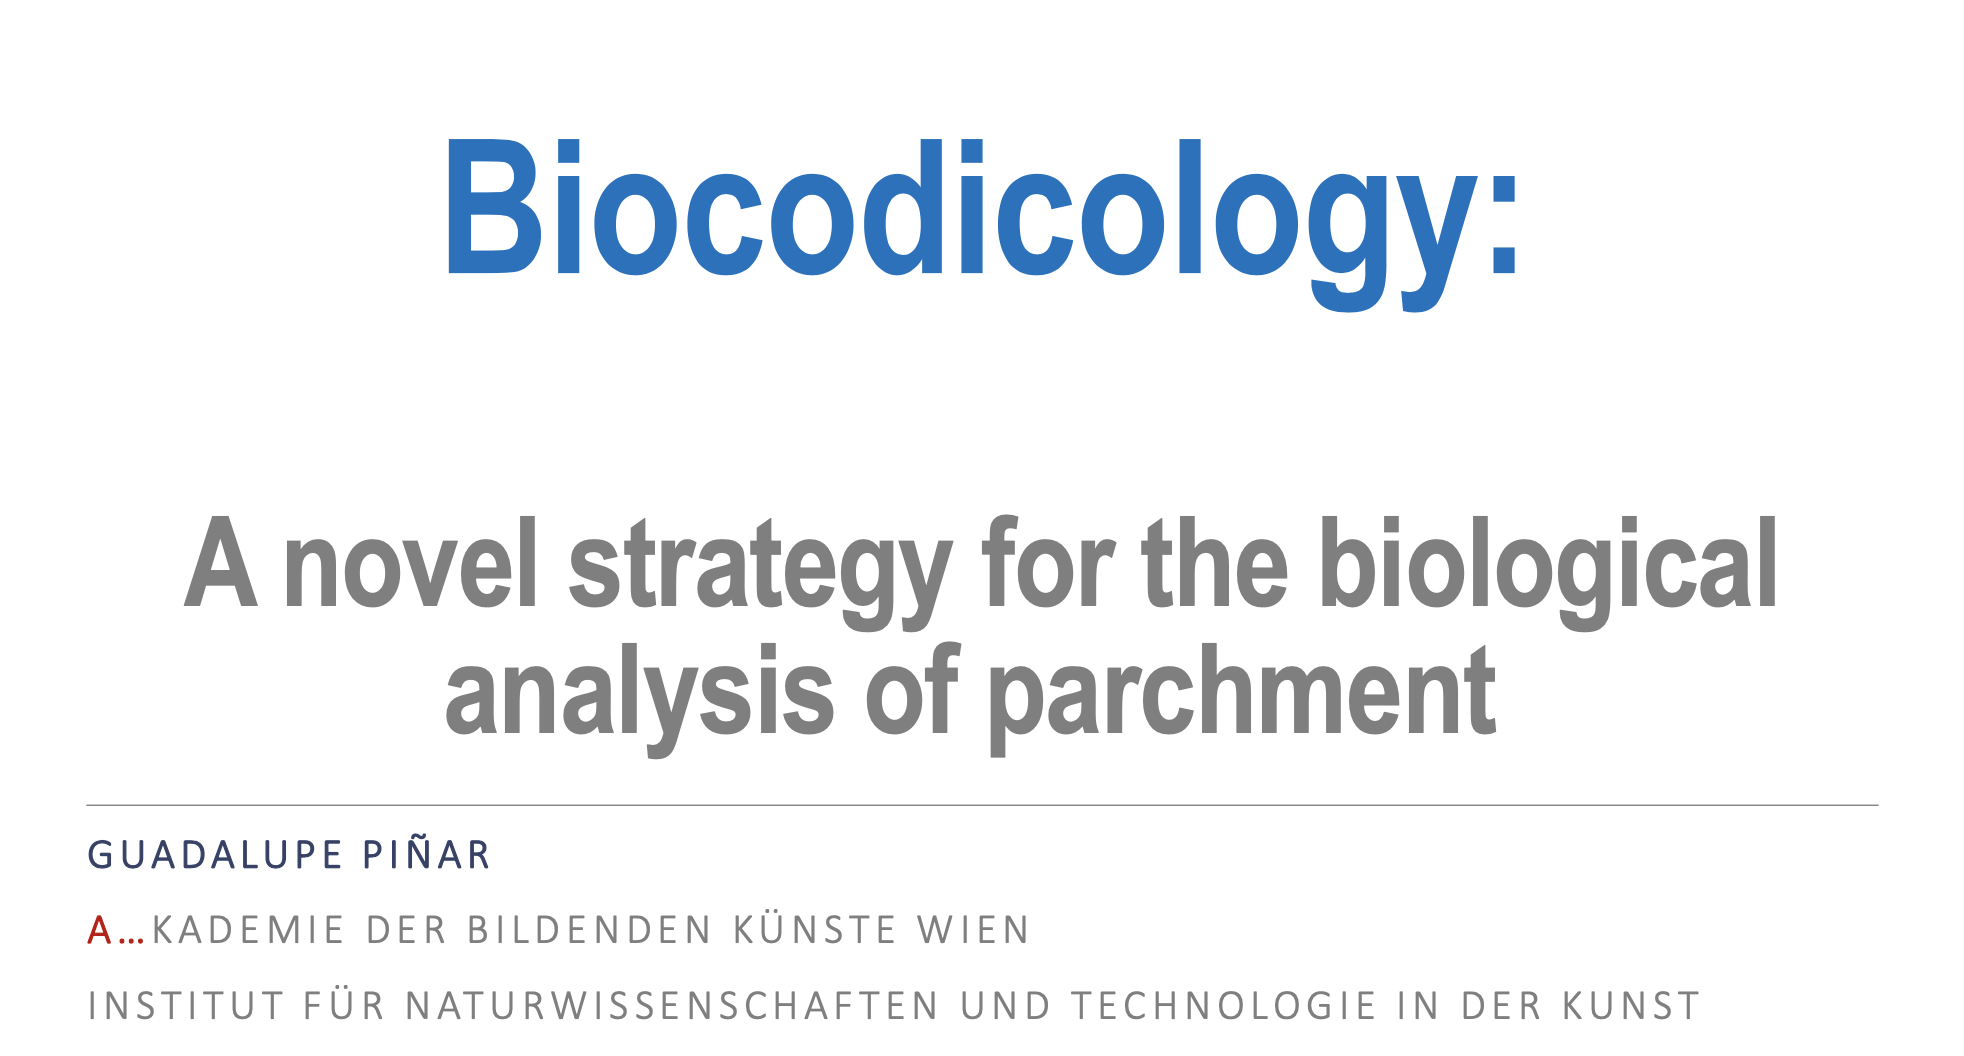 Biocodicology:
A novel strategy for the biological
analysis of parchment
GUADALUPE PIÑAR
A…KADEMIE DER BILDENDEN KÜNSTE WIEN
INSTITUT FÜR NATURWISSENSCHAFTEN UND TECHNOLOGIE IN DER KUNST